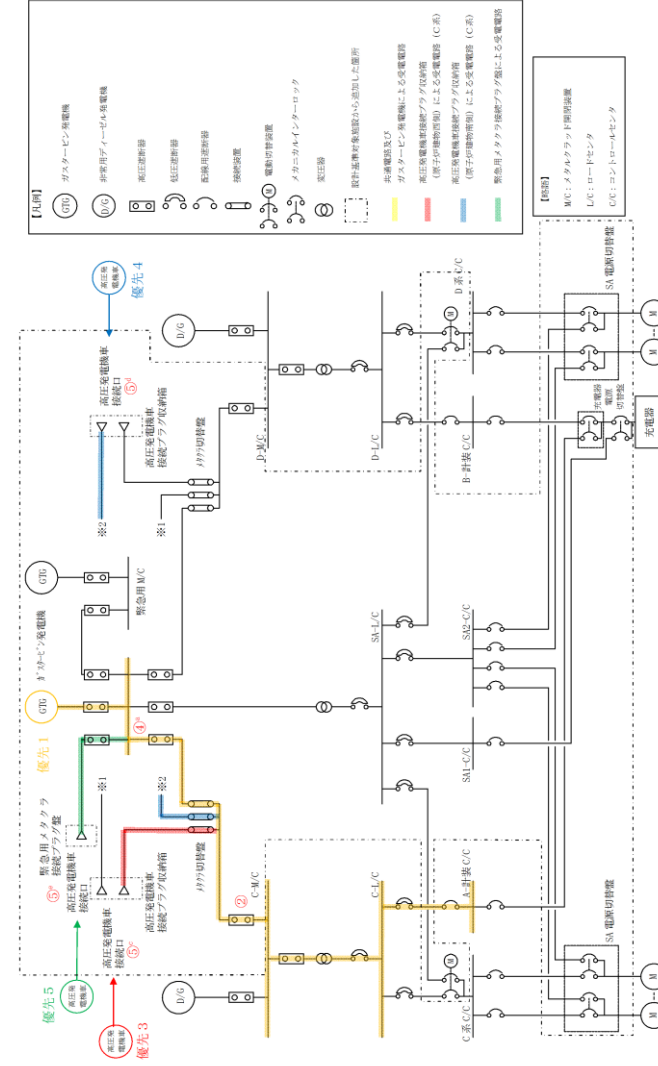 【凡例】
GTG
ガスタービン発電機
D/G
非常用ディーゼル発電機
高圧遮断器
低圧遮断器
配線用遮断器
接続装置
M
電動切替装置
メカニカルインターロック
変圧器
設計基準対象施設から追加した箇所
共通電路及び
ガスタービン発電機による受電電路
高圧発電機車接続プラグ収納箱
(原子炉建物西側)による受電電路(C系)
高圧発電機車接続プラグ収納箱
(原子炉建物南側)による受電電路(C系)
緊急用メタクラ接続プラグ盤による受電電路
【略語】
M/C:メタルクラッド開閉装置
L/C:ロードセンタ
C/C:コントロールセンタ
優先5
高圧発
電機車
優先3
高圧発
電機車
緊急用メタクラ
接続プラグ盤
高圧発電機車
接続口
⑤
高圧発電機車
接続口
⑤
高圧発電機車
接続プラグ収納箱
※1
※2
メタクラ切替盤
優先1
GTG
ガスタービン発電機
GTG
④
緊急用M/C
優先4
高圧発
電機車
高圧発電機車
接続口
⑤
高圧発電機車
接続プラグ収納箱
※2
※1
メタクラ切替盤
D/G
②
C-M/C
D/G
D-M/C
C-L/C
SA-L/C
D-L/C
C系C/C
M
A-計装C/C
SA1-C/C
SA2-C/C
B-計装C/C
D系C/C
M
SA電源切替盤
M
M
充電器
電源
切替盤
充電器
SA電源切替盤
M
M